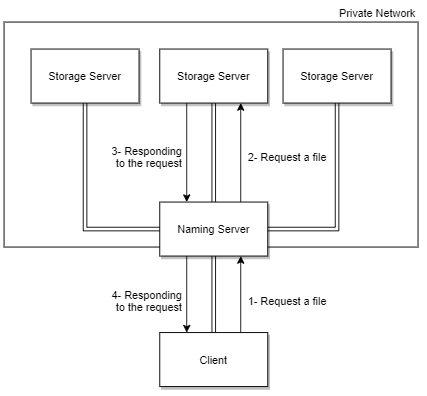 Private Network
Storage Server
Storage Server
Storage Server
3- Responding
to the request
2- Request a file
Naming Server
4- Responding
to the request
1- Request a file
Client